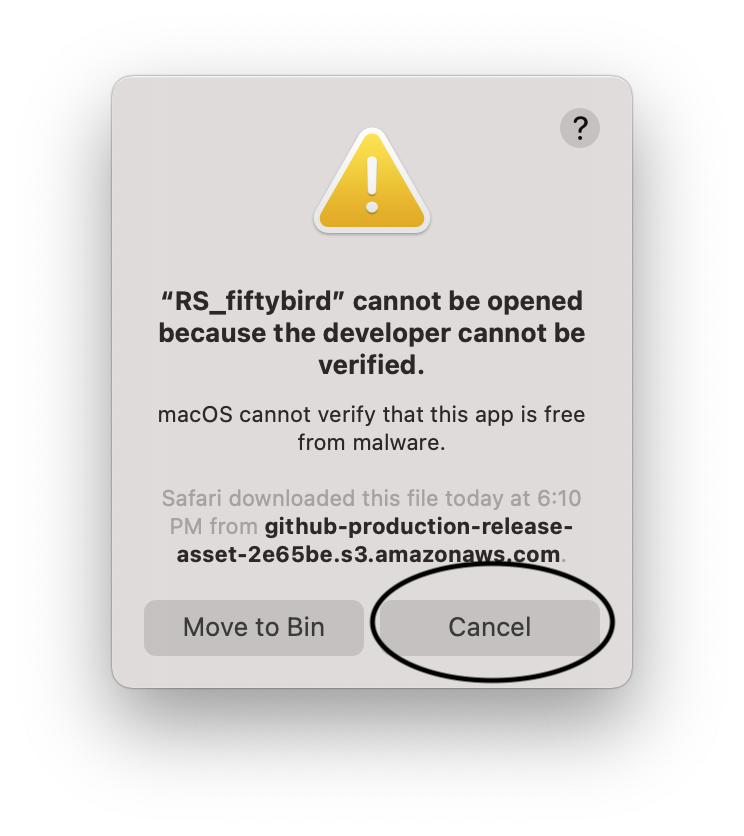 ?
“RS_fiftybird” cannot be opened
because the developer cannot be
verified.
macOS cannot verify that this app is free
from malware.
Safari downloaded this file today at 6:10
PM from github-production-release-
asset-2e65be.s3.amazonaws.com.
Move to Bin Cancel